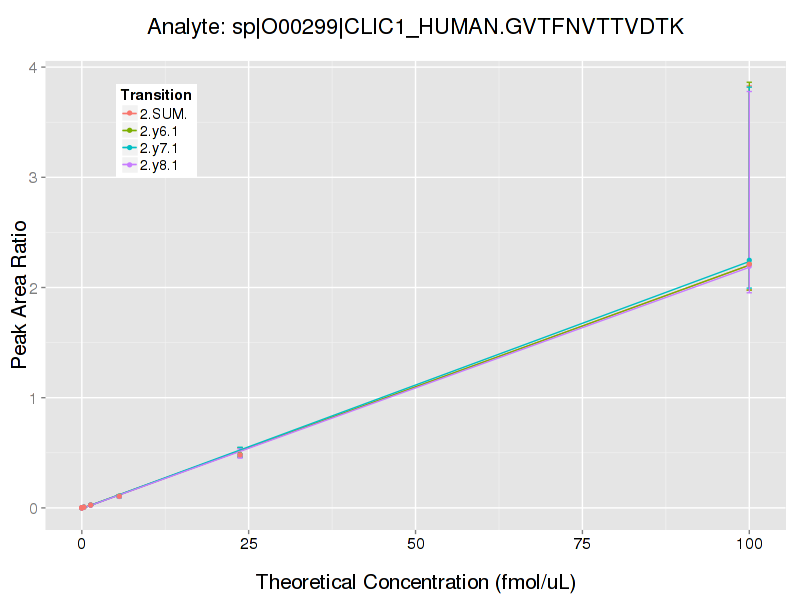 Analyte: sp|O00299|CLIC1_HUMAN.GVTFNVTTVDTK
Transition
2.SUM.
2.y6.1
2.y7.1
2.y8.1
4
3
2
1
0
Peak Area Ratio
0 25 50 75 100
Theoretical Concentration (fmol/uL)